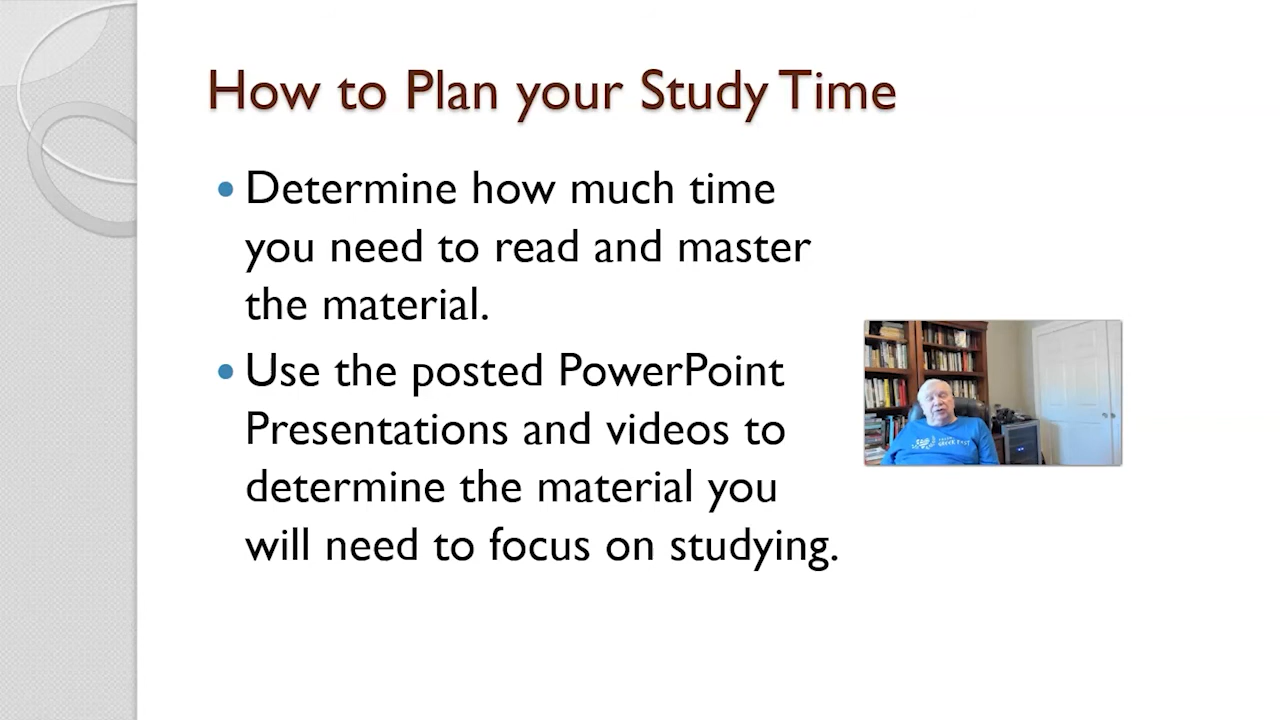 How to Plan your Study Time
• Determine how much time
you need to read and master
the material.
• Use the posted PowerPoint
Presentations and videos to
determine the material you
will need to focus on studying.